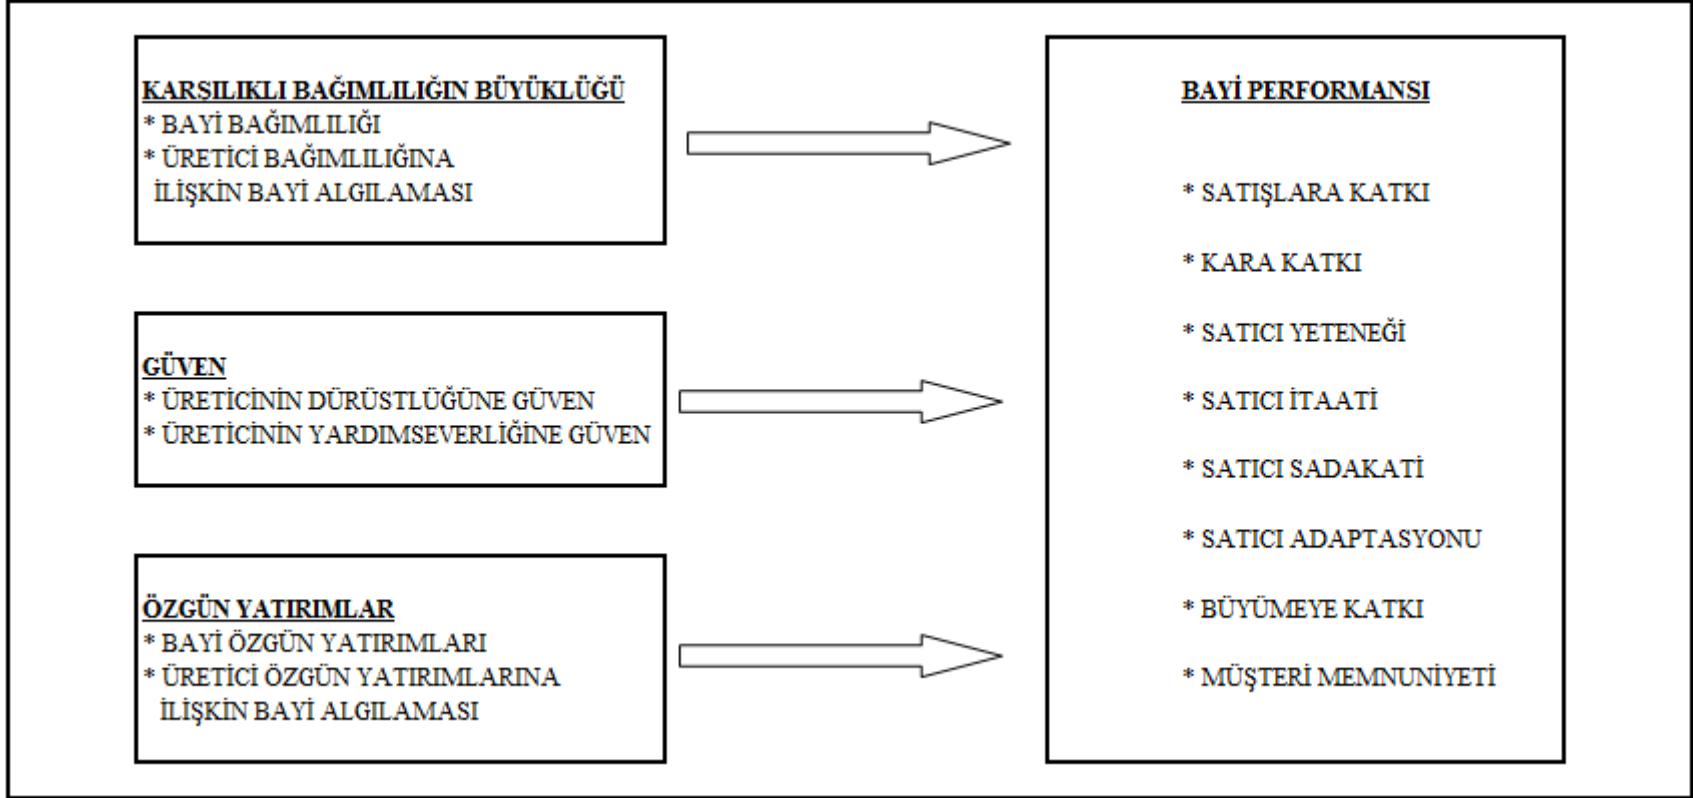 KARŞILIKLI BAĞIMLILIĞIN BÜYÜKLÜĞÜ
* BAYİ BAĞIMLILIĞI
* ÜRETİCİ BAĞIMLILIĞINA
İLİŞKİN BAYİ ALGILAMASI
GÜVEN
* ÜRETİCİNİN DÜRÜSTLÜĞÜNE GÜVEN
* ÜRETİCİNİN YARDIMSEVERLİĞİNE GÜVEN
ÖZGÜN YATIRIMLAR
* BAYİ ÖZGÜN YATIRIMLARI
* ÜRETİCİ ÖZGÜN YATIRIMLARINA
İLİŞKİN BAYİ ALGILAMASI
BAYİ PERFORMANSI
* SATIŞLARA KATKI
* KARA KATKI
* SATICI YETENEĞİ
* SATICI İTAATİ
* SATICI SADAKATİ
* SATICI ADAPTASYONU
* BÜYÜMEYE KATKI
* MÜŞTERİ MEMNUNİYETİ